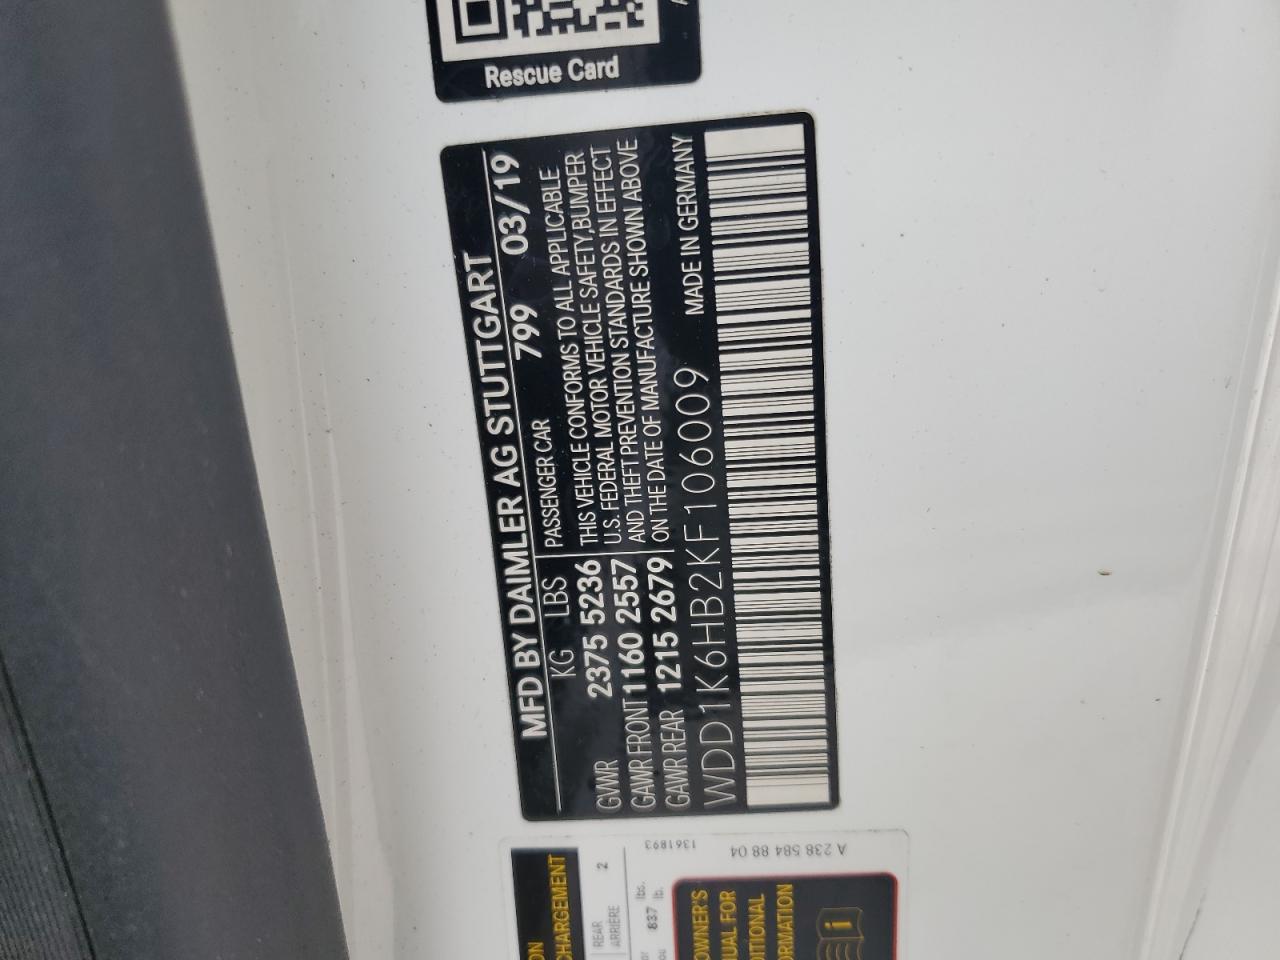 Rescue Card
MFD BY DAIMLER AG STUTTGART
KG LBS 799 03/19
PASSENGER CAR
GVWR 2375 5236
THIS VEHICLE CONFORMS TO ALL APPLICABLE
U.S. FEDERAL MOTOR VEHICLE SAFETY,BUMPER
GAWR FRONT 1160 2557
AND THEFT PREVENTION STANDARDS IN EFFECT
GAWR REAR 1215 2679
ON THE DATE OF MANUFACTURE SHOWN ABOVE
WDD1K6HB2KF106009 MADE IN GERMANY
CHARGEMENT
REAR 2
ARRIÈRE
837 lbs.
lb.
1361893
A 238 584 88 04
OWNER'S
FOR